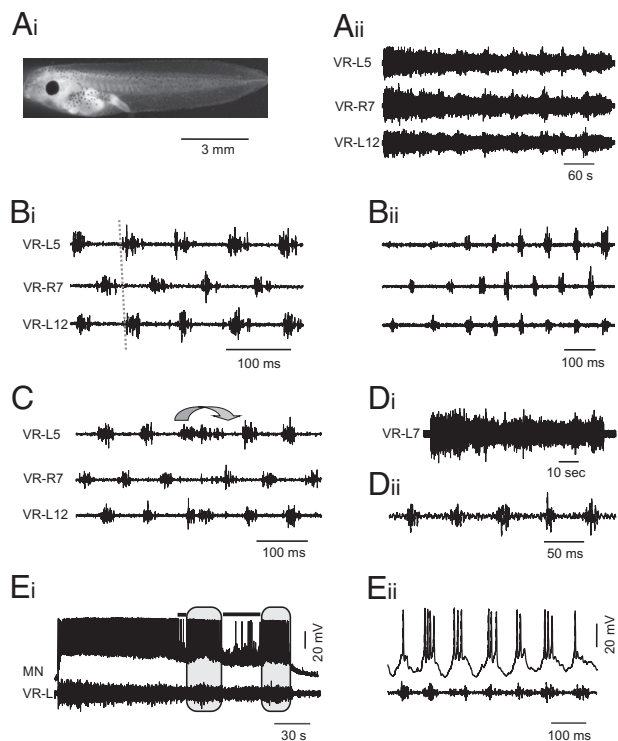 Ai
3 mm
Aii
VR-L5
VR-R7
VR-L12
60 s
Bi
VR-L5
VR-R7
VR-L12
100 ms
Bii
100 ms
C
VR-L5
VR-R7
VR-L12
100 ms
Di
VR-L7
10 sec
Dii
50 ms
Ei
20 mV
MN
VR-L
30 s
Eii
20 mV
100 ms